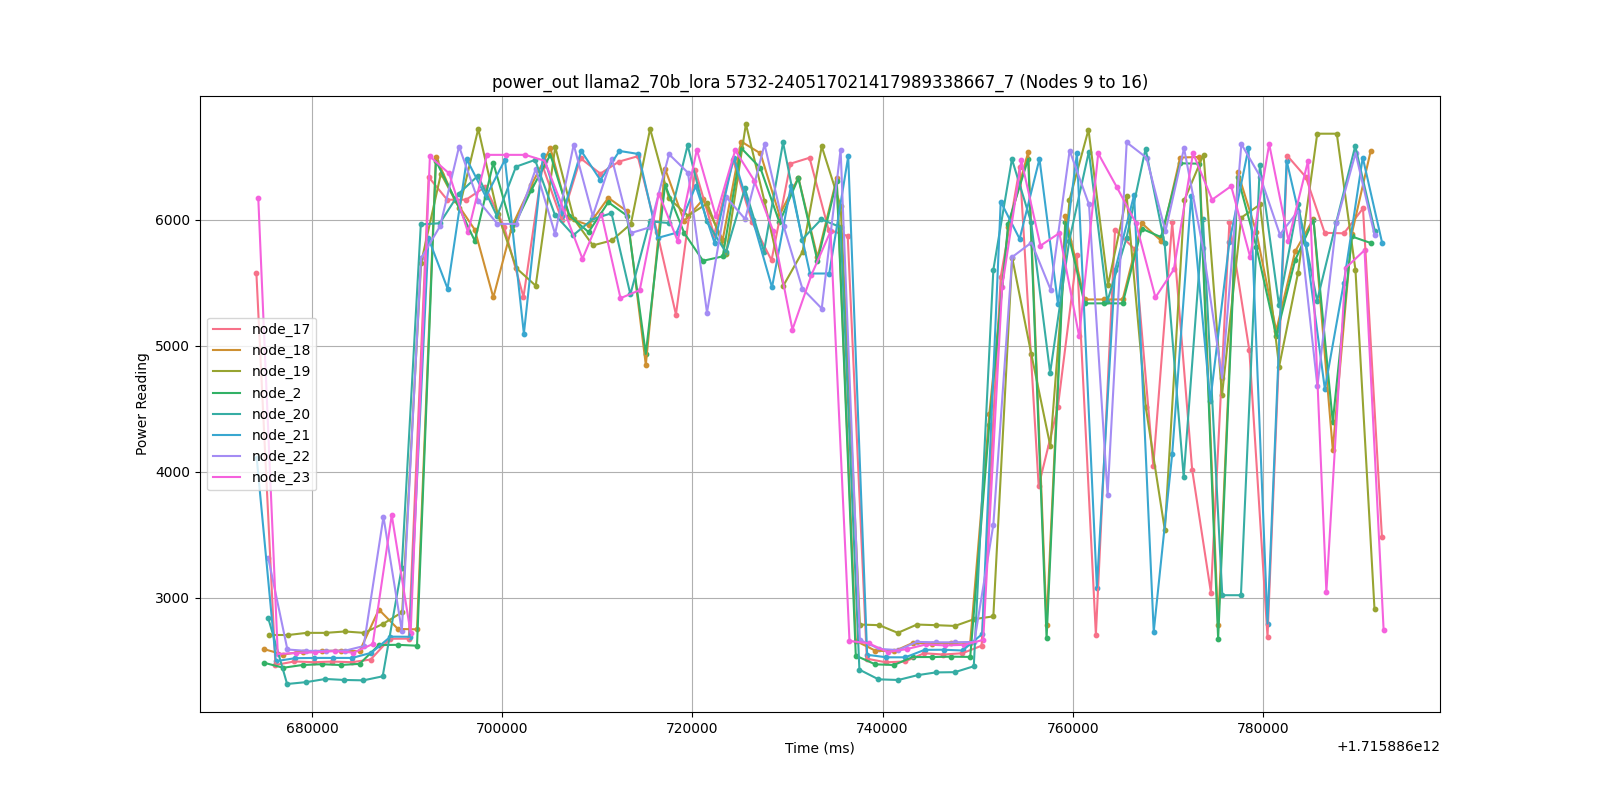 power_out llama2_70b_lora 5732-240517021417989338667_7 (Nodes 9 to 16)
Power Reading
6000
5000
4000
3000
node_17
node_18
node_19
node_2
node_20
node_21
node_22
node_23
680000
700000
720000
740000
760000
780000
Time (ms)
+1.715886e12